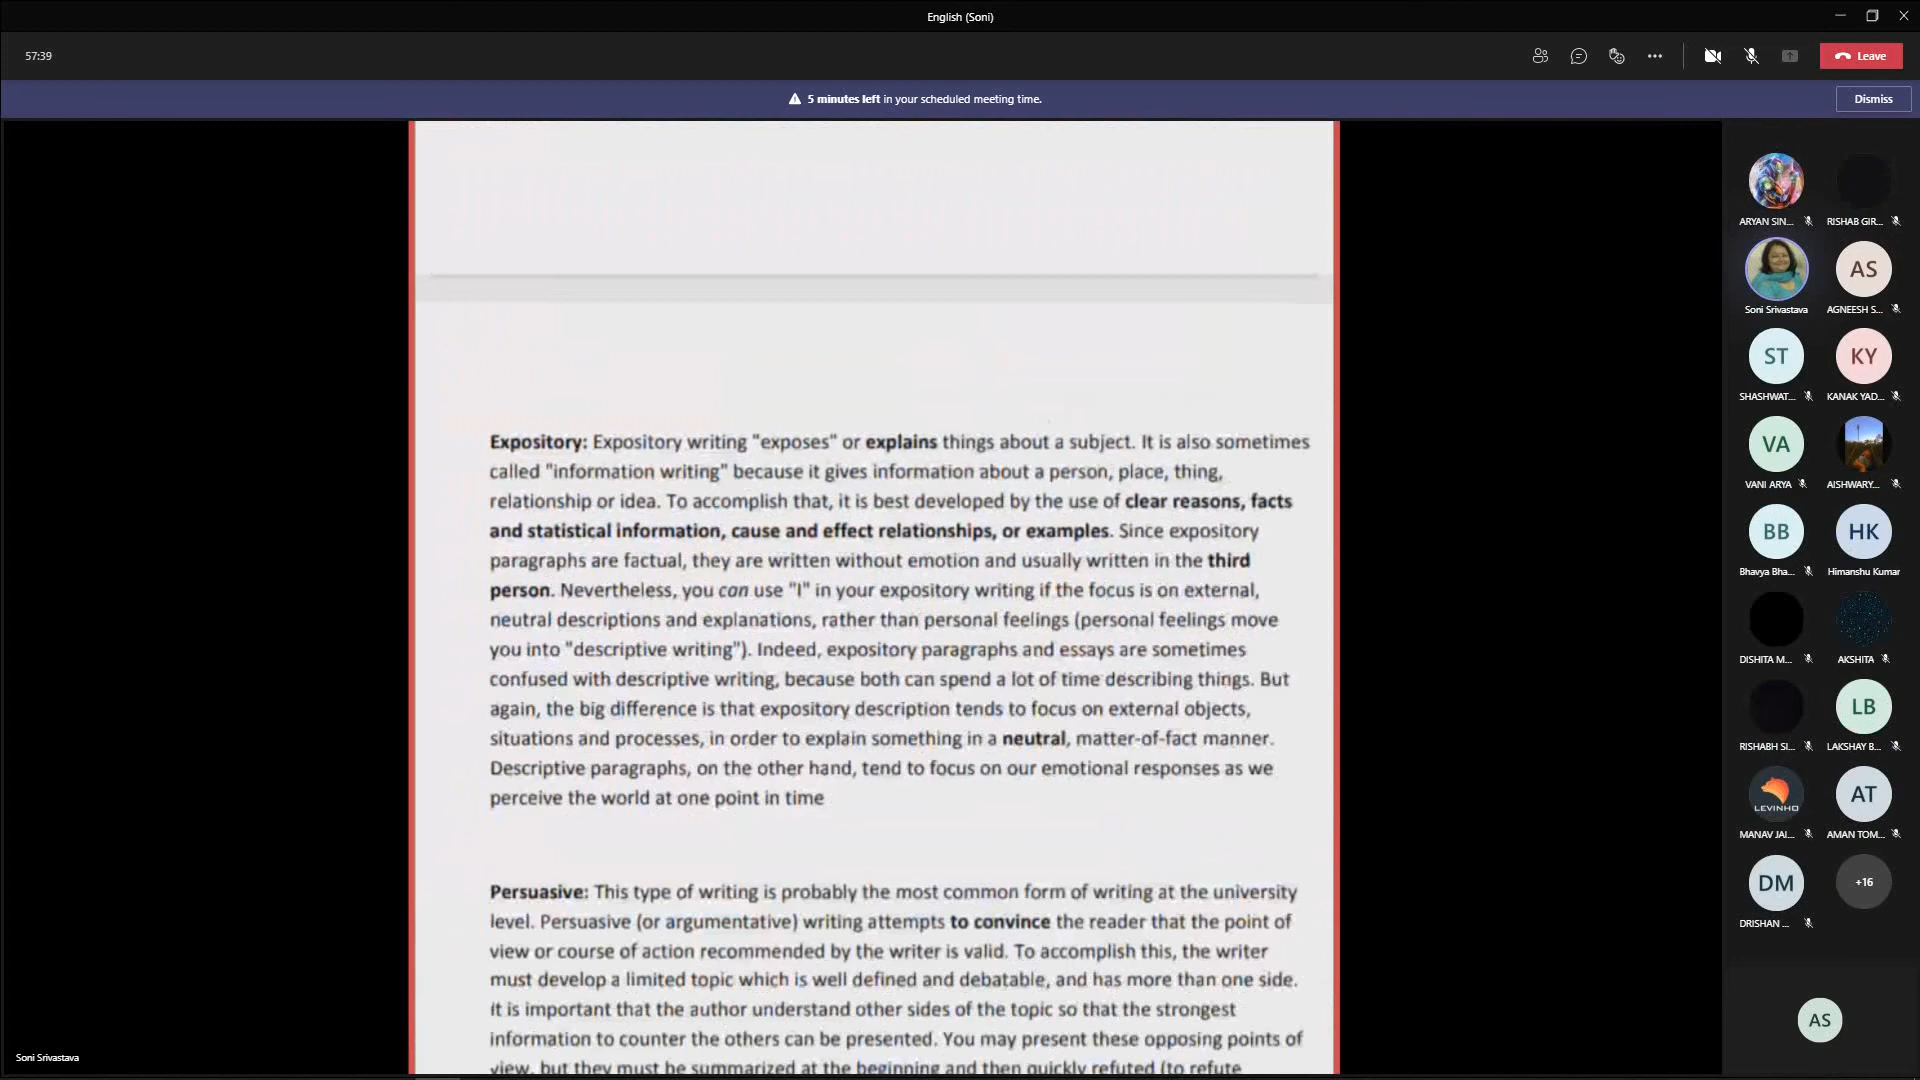 English (Soni)
57:39
Leave
5 minutes left in your scheduled meeting time.
Dismiss
Expository: Expository writing "exposes" or explains things about a subject. It is also sometimes
called "information writing" because it gives information about a person, place, thing,
relationship or idea. To accomplish that, it is best developed by the use of clear reasons, facts
and statistical information, cause and effect relationships, or examples. Since expository
paragraphs are factual, they are written without emotion and usually written in the third
person. Nevertheless, you can use "I" in your expository writing if the focus is on external,
neutral descriptions and explanations, rather than personal feelings (personal feelings move
you into "descriptive writing"). Indeed, expository paragraphs and essays are sometimes
confused with descriptive writing, because both can spend a lot of time describing things. But
again, the big difference is that expository description tends to focus on external objects,
situations and processes, in order to explain something in a neutral, matter-of-fact manner.
Descriptive paragraphs, on the other hand, tend to focus on our emotional responses as we
perceive the world at one point in time
Persuasive: This type of writing is probably the most common form of writing at the university
level. Persuasive (or argumentative) writing attempts to convince the reader that the point of
view or course of action recommended by the writer is valid. To accomplish this, the writer
must develop a limited topic which is well defined and debatable, and has more than one side.
it is important that the author understand other sides of the topic so that the strongest
information to counter the others can be presented. You may present these opposing points of
view, but they must be summarized at the beginning and then quickly refuted (to refute
Soni Srivastava
ARYAN SIN... RISHAB GIR...
AS
Soni Srivastava AGNEESH S...
ST KY
SHASHWAT... KANAK YAD...
VA
VANI ARYA AISHWARY...
BB HK
Bhavya Bha... Himanshu Kumar
DISHITA M... AKSHITA
LB
RISHABH SI... LAKSHAY B...
LEVINHO AT
MANAV JAI... AMAN TOM...
DM +16
DRISHAN ...
AS